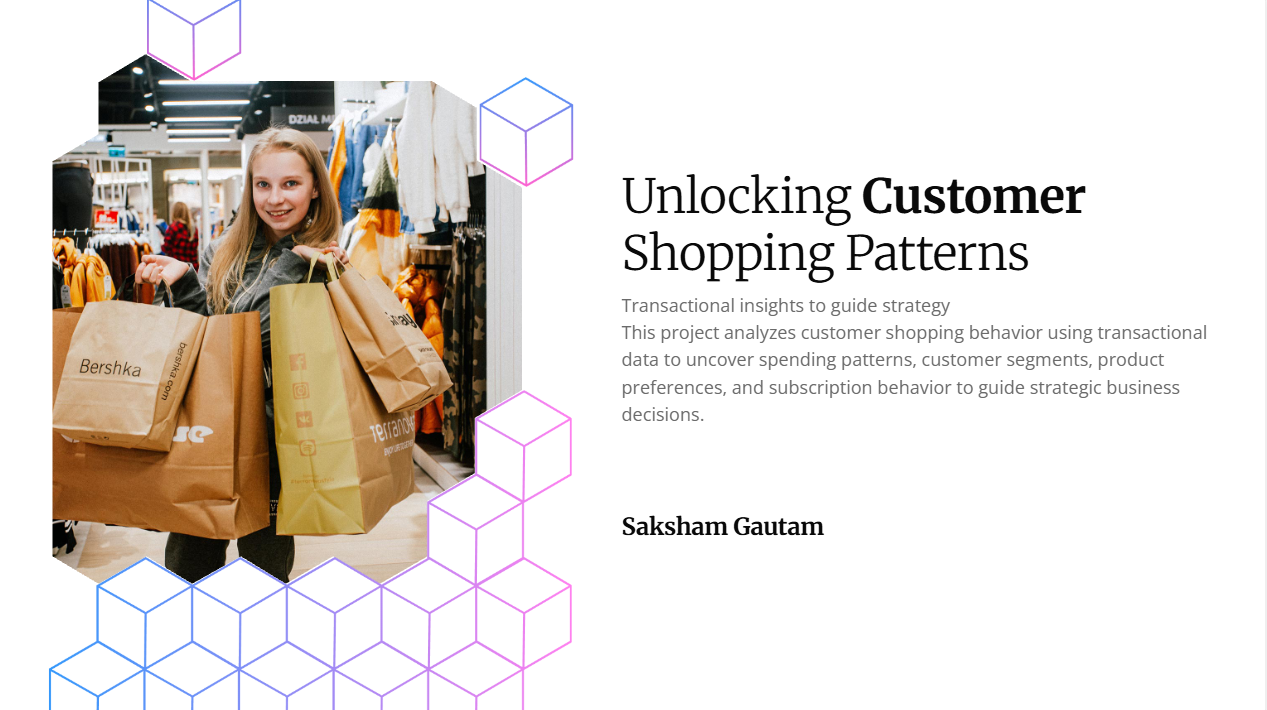 DZIAŁ
Bershka
bershka.com
Unlocking Customer
Shopping Patterns
Transactional insights to guide strategy
This project analyzes customer shopping behavior using transactional
data to uncover spending patterns, customer segments, product
preferences, and subscription behavior to guide strategic business
decisions.
Saksham Gautam